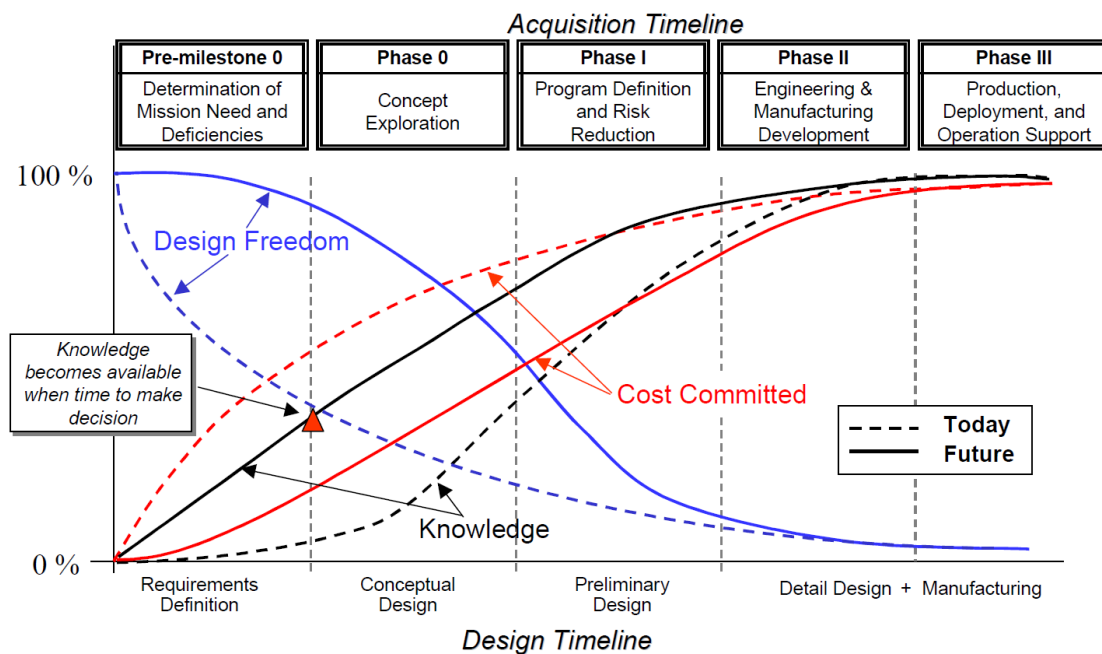 Acquisition Timeline
Pre-milestone 0
Determination of
Mission Need and
Deficiencies
Phase 0
Concept
Exploration
Phase I
Program Definition
and Risk
Reduction
Phase II
Engineering &
Manufacturing
Development
Phase III
Production,
Deployment, and
Operation Support
100 %
Design Freedom
Knowledge
becomes available
when time to make
decision
Cost Committed
Today
Future
Knowledge
0 %
Requirements
Definition
Conceptual
Design
Preliminary
Design
Detail Design + Manufacturing
Design Timeline